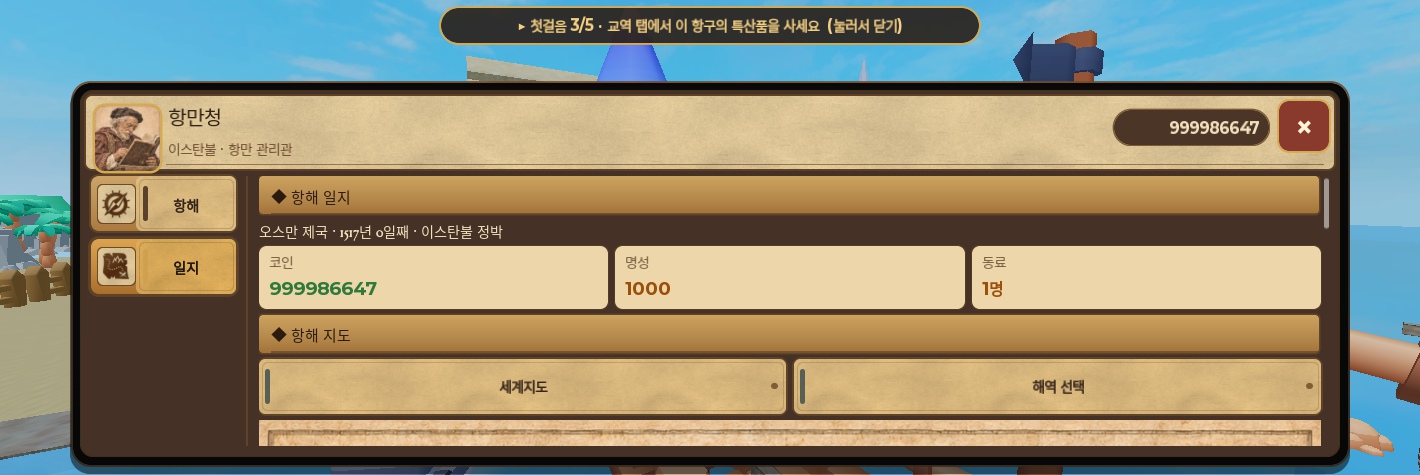 ▸ 첫걸음 3/5 · 교역 탭에서 이 항구의 특산품을 사세요 (눌러서 닫기)
항만청
이스탄불 · 항만 관리관
999986647
×
항해
일지
◆ 항해 일지
오스만 제국 · 1517년 0일째 · 이스탄불 정박
코인
999986647
명성
1000
동료
1명
◆ 항해 지도
세계지도
해역 선택